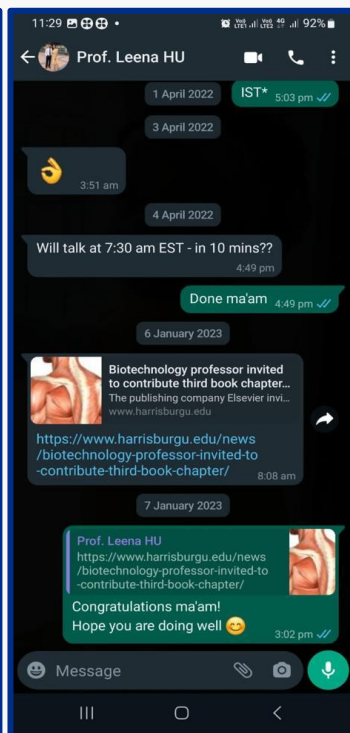 11:29
Vo) LTE1 Vo) LTE2 4G 92%
Prof. Leena HU
1 April 2022
IST* 5:03 pm
3 April 2022
3:51 am
4 April 2022
Will talk at 7:30 am EST - in 10 mins??
4:49 pm
Done ma'am 4:49 pm
6 January 2023
Biotechnology professor invited
to contribute third book chapter...
The publishing company Elsevier invi...
www.harrisburgu.edu
https://www.harrisburgu.edu/news
/biotechnology-professor-invited-to
-contribute-third-book-chapter/
8:08 am
7 January 2023
Prof. Leena HU
https://www.harrisburgu.edu/news
/biotechnology-professor-invited-to
-contribute-third-book-chapter/
Congratulations ma'am!
Hope you are doing well 😊
3:02 pm
Message